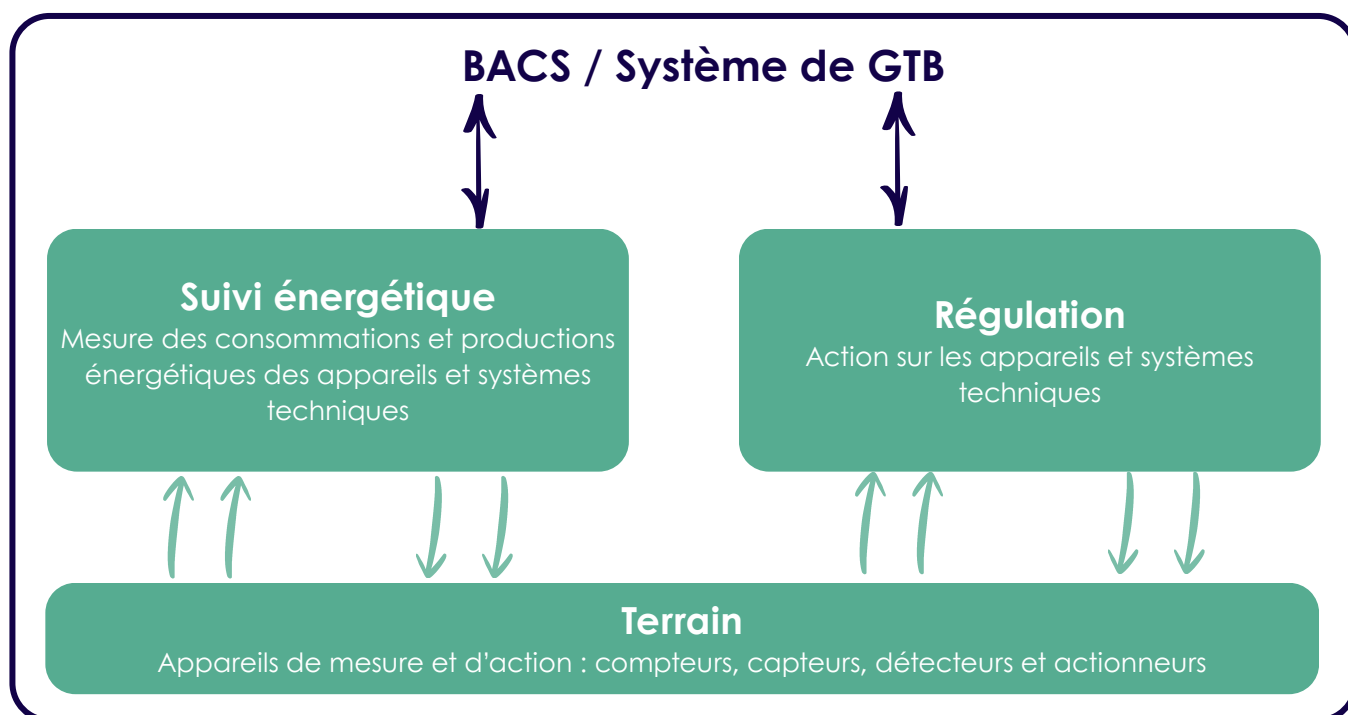 BACS / Système de GTB
Suivi énergétique
Mesure des consommations et productions
énergétiques des appareils et systèmes
techniques
Régulation
Action sur les appareils et systèmes
techniques
Terrain
Appareils de mesure et d'action : compteurs, capteurs, détecteurs et actionneurs